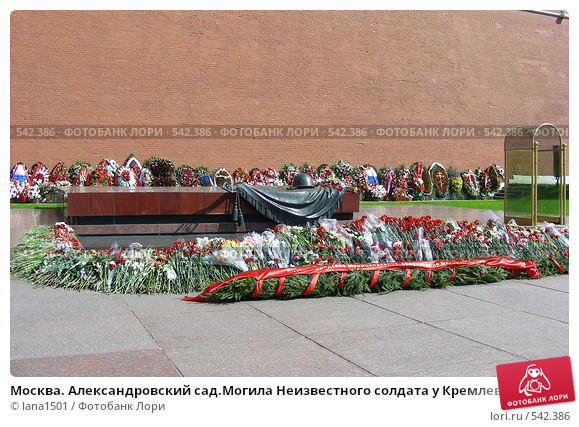 542.386 - ФОТОБАНК ЛОРИ - 542.386 - ФОТОБАНК ЛОРИ - 542.386 - ФОТОБАНК ЛОРИ - 542.386
Москва. Александровский сад.Могила Неизвестного солдата у Кремлев
© lana1501 / Фотобанк Лори
ФОТОБАНК ЛОРИ
lori.ru / 542.386